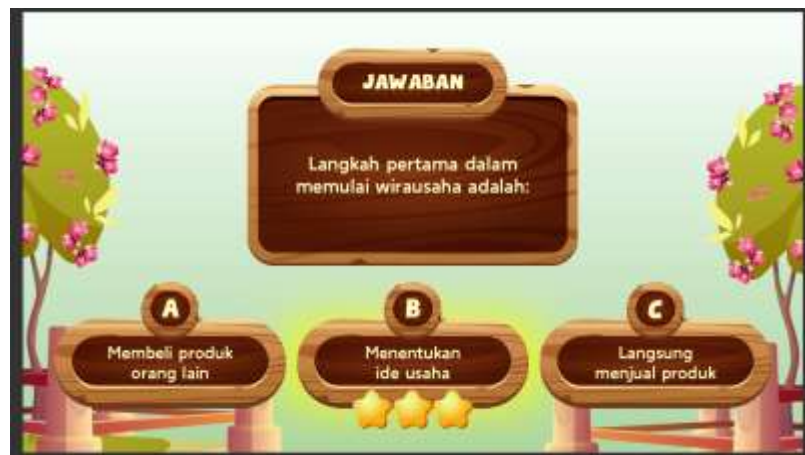 JAWABAN
Langkah pertama dalam
memulai wirausaha adalah:
A
Membeli produk
orang lain
B
Menentukan
ide usaha
C
Langsung
menjual produk